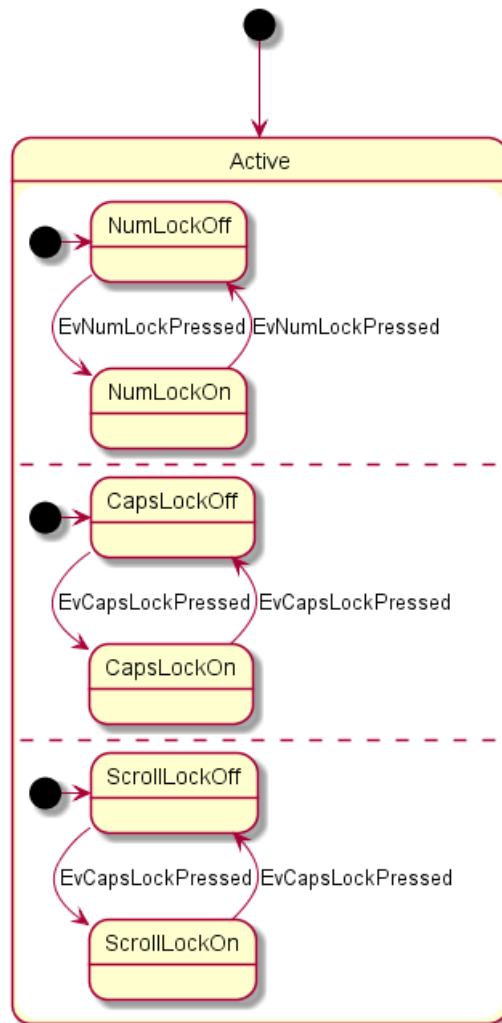 Active
NumLockOff
EvNumLockPressed EvNumLockPressed
NumLockOn
CapsLockOff
EvCapsLockPressed EvCapsLockPressed
CapsLockOn
ScrollLockOff
EvCapsLockPressed EvCapsLockPressed
ScrollLockOn